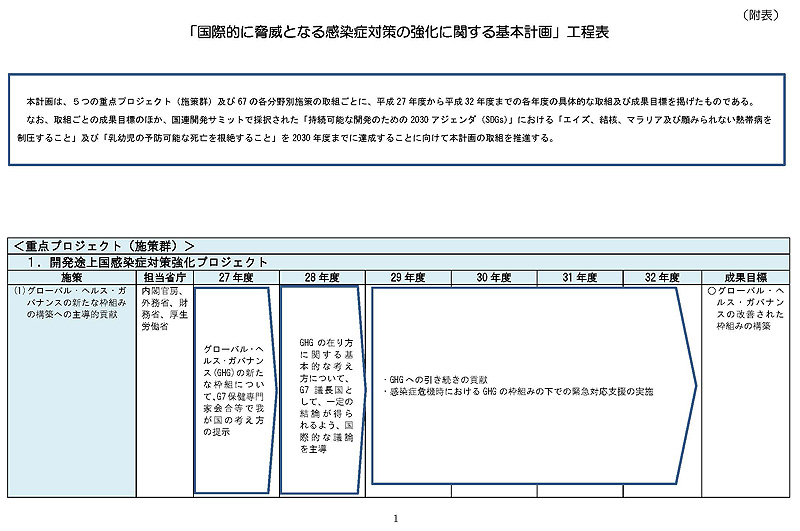 （附表）
「国際的に脅威となる感染症対策の強化に関する基本計画」工程表
本計画は、５つの重点プロジェクト（施策群）及び 67 の各分野別施策の取組ごとに、平成 27 年度から平成 32 年度までの各年度の具体的な取組及び成果目標を掲げたものである。
なお、取組ごとの成果目標のほか、国連開発サミットで採択された「持続可能な開発のための 2030 アジェンダ（SDGs）」における「エイズ、結核、マラリア及び顧みられない熱帯病を
制圧すること」及び「乳幼児の予防可能な死亡を根絶すること」を 2030 年度までに達成することに向けて本計画の取組を推進する。
＜重点プロジェクト（施策群）＞
１．開発途上国感染症対策強化プロジェクト
施策 担当省庁 27 年度 28 年度 29 年度 30 年度 31 年度 32 年度 成果目標
(1)グローバル・ヘルス・ガ
バナンスの新たな枠組み
の構築への主導的貢献
内閣官房、
外務省、財
務省、厚生
労働省
グローバル・ヘ
ルス・ガバナン
ス(GHG)の新た
な枠組につい
て、G7保健専門
家会合等で我
が国の考え方
の提示
GHG の在り方
に関する基
本的な考え
方について、
G7 議長国と
して、一定の
結論が得ら
れるよう、国
際的な議論
を主導
・GHG への引き続きの貢献
・感染症危機時における GHG の枠組みの下での緊急対応支援の実施
○グローバル・ヘ
ルス・ガバナン
スの改善された
枠組みの構築
1